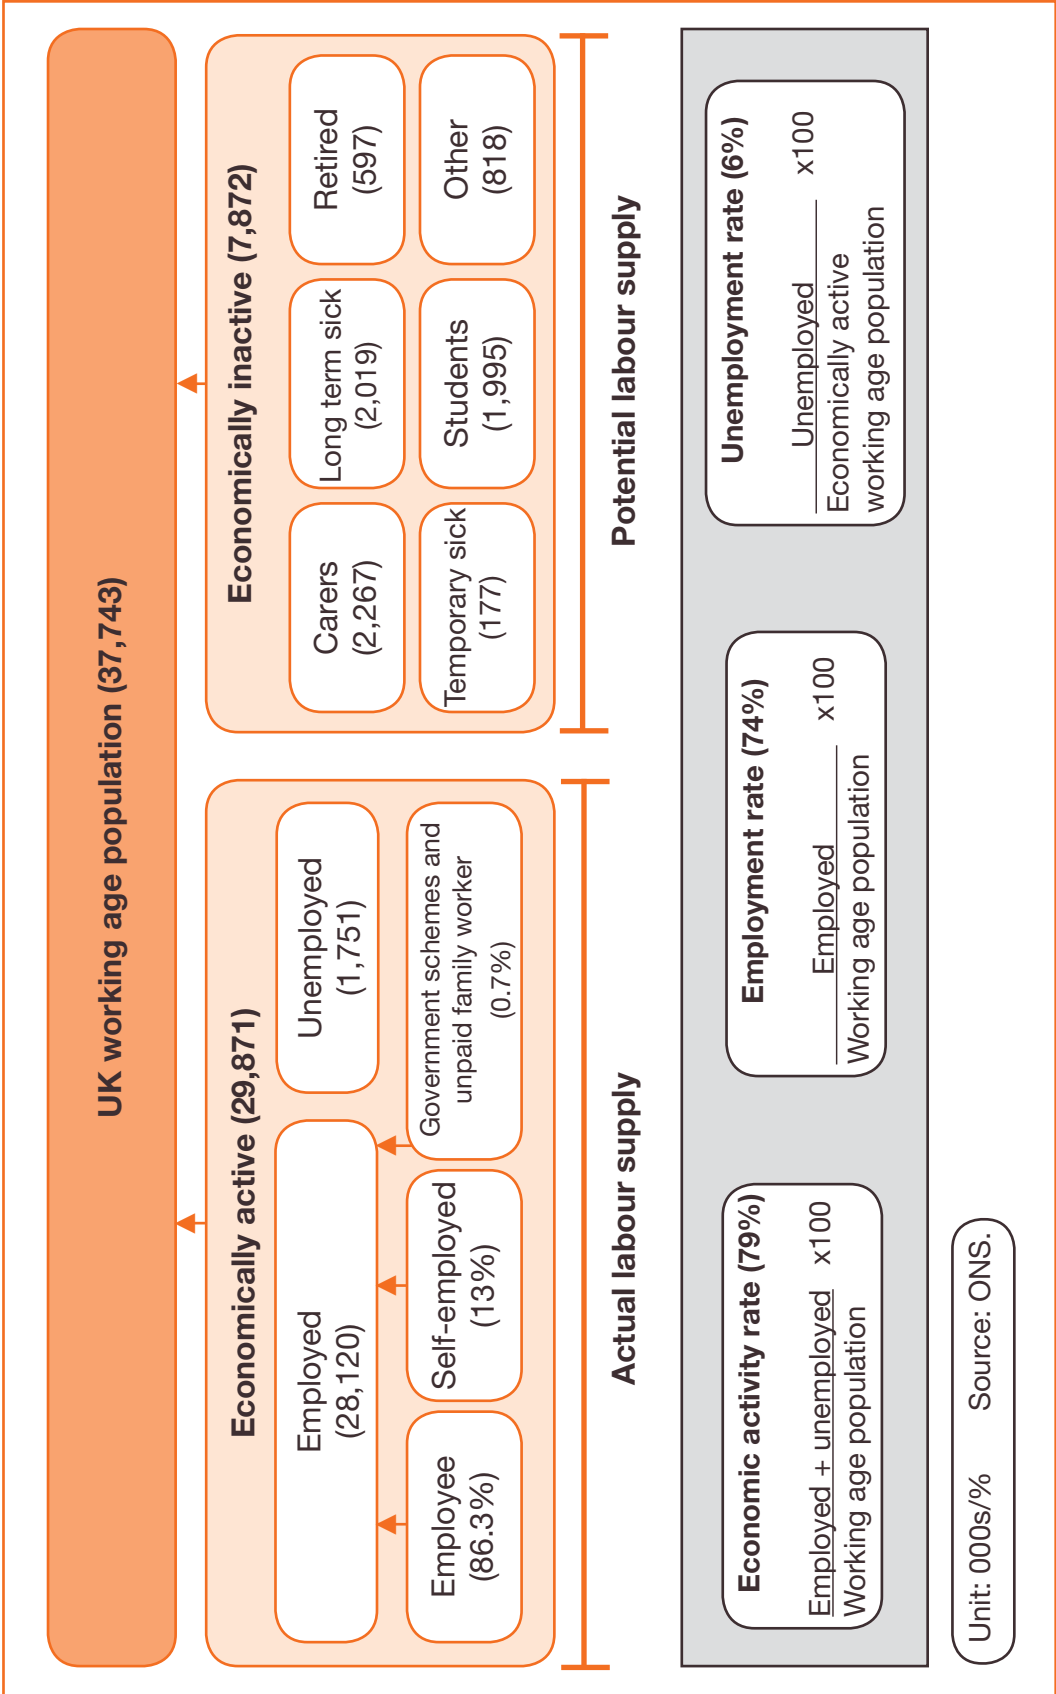 UK working age population (37,743)
Economically active (29,871)
Employed
(28,120)
Unemployed
(1,751)
Employee
(86.3%)
Self-employed
(13%)
Government schemes and
unpaid family worker
(0.7%)
Actual labour supply
Economically inactive (7,872)
Carers
(2,267)
Long term sick
(2,019)
Retired
(597)
Temporary sick
(177)
Students
(1,995)
Other
(818)
Potential labour supply
Economic activity rate (79%)
Employed + unemployed x100
Working age population
Employment rate (74%)
Employed x100
Working age population
Unemployment rate (6%)
Unemployed x100
Economically active
working age population
Unit: 000s/% Source: ONS.